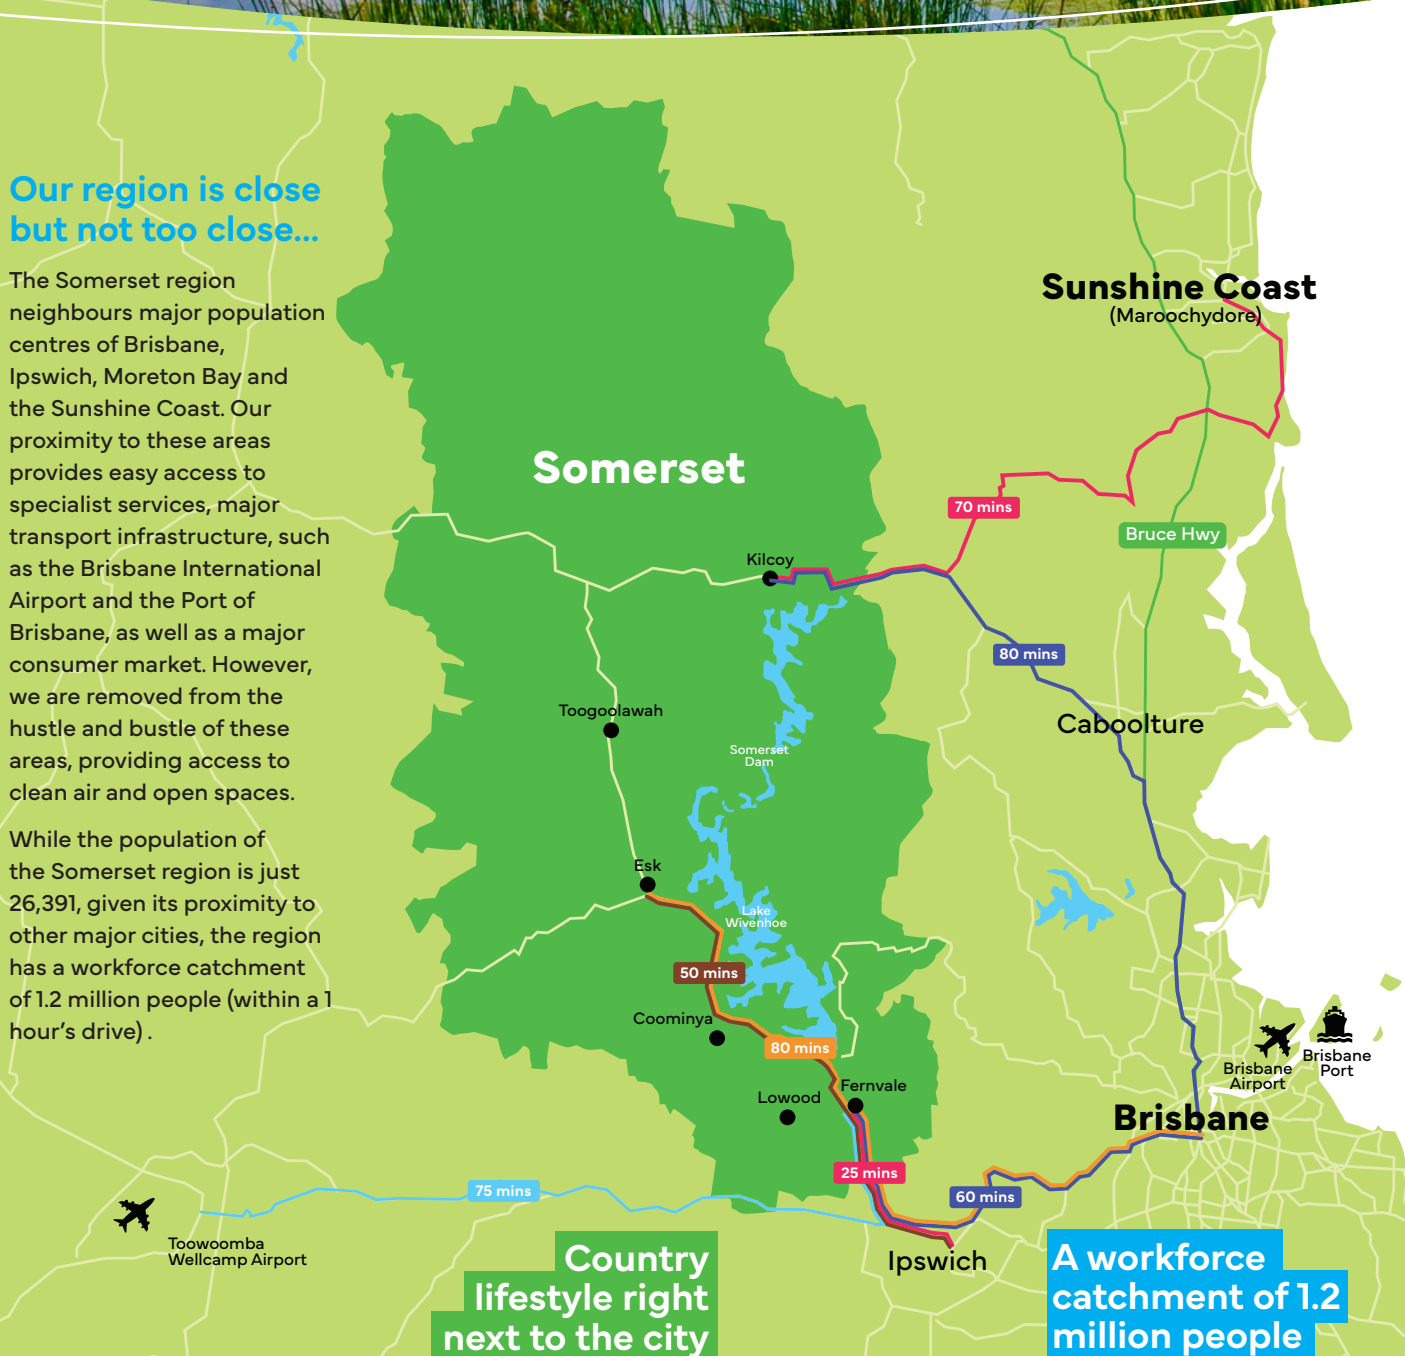 Our region is close
but not too close...
The Somerset region
neighbours major population
centres of Brisbane,
Ipswich, Moreton Bay and
the Sunshine Coast. Our
proximity to these areas
provides easy access to
specialist services, major
transport infrastructure, such
as the Brisbane International
Airport and the Port of
Brisbane, as well as a major
consumer market. However,
we are removed from the
hustle and bustle of these
areas, providing access to
clean air and open spaces.
While the population of
the Somerset region is just
26,391, given its proximity to
other major cities, the region
has a workforce catchment
of 1.2 million people (within a 1
hour’s drive) .
Sunshine Coast
(Maroochydore)
Somerset
70 mins
Bruce Hwy
Kilcoy
80 mins
Toogoolawah
Caboolture
Somerset
Dam
Esk
Lake
Wivenhoe
50 mins
Coominya
80 mins
Fernvale
Lowood
Brisbane
Airport
Brisbane
Port
Brisbane
25 mins
75 mins
60 mins
Toowoomba
Wellcamp Airport
Ipswich
Country
lifestyle right
next to the city
A workforce
catchment of 1.2
million people